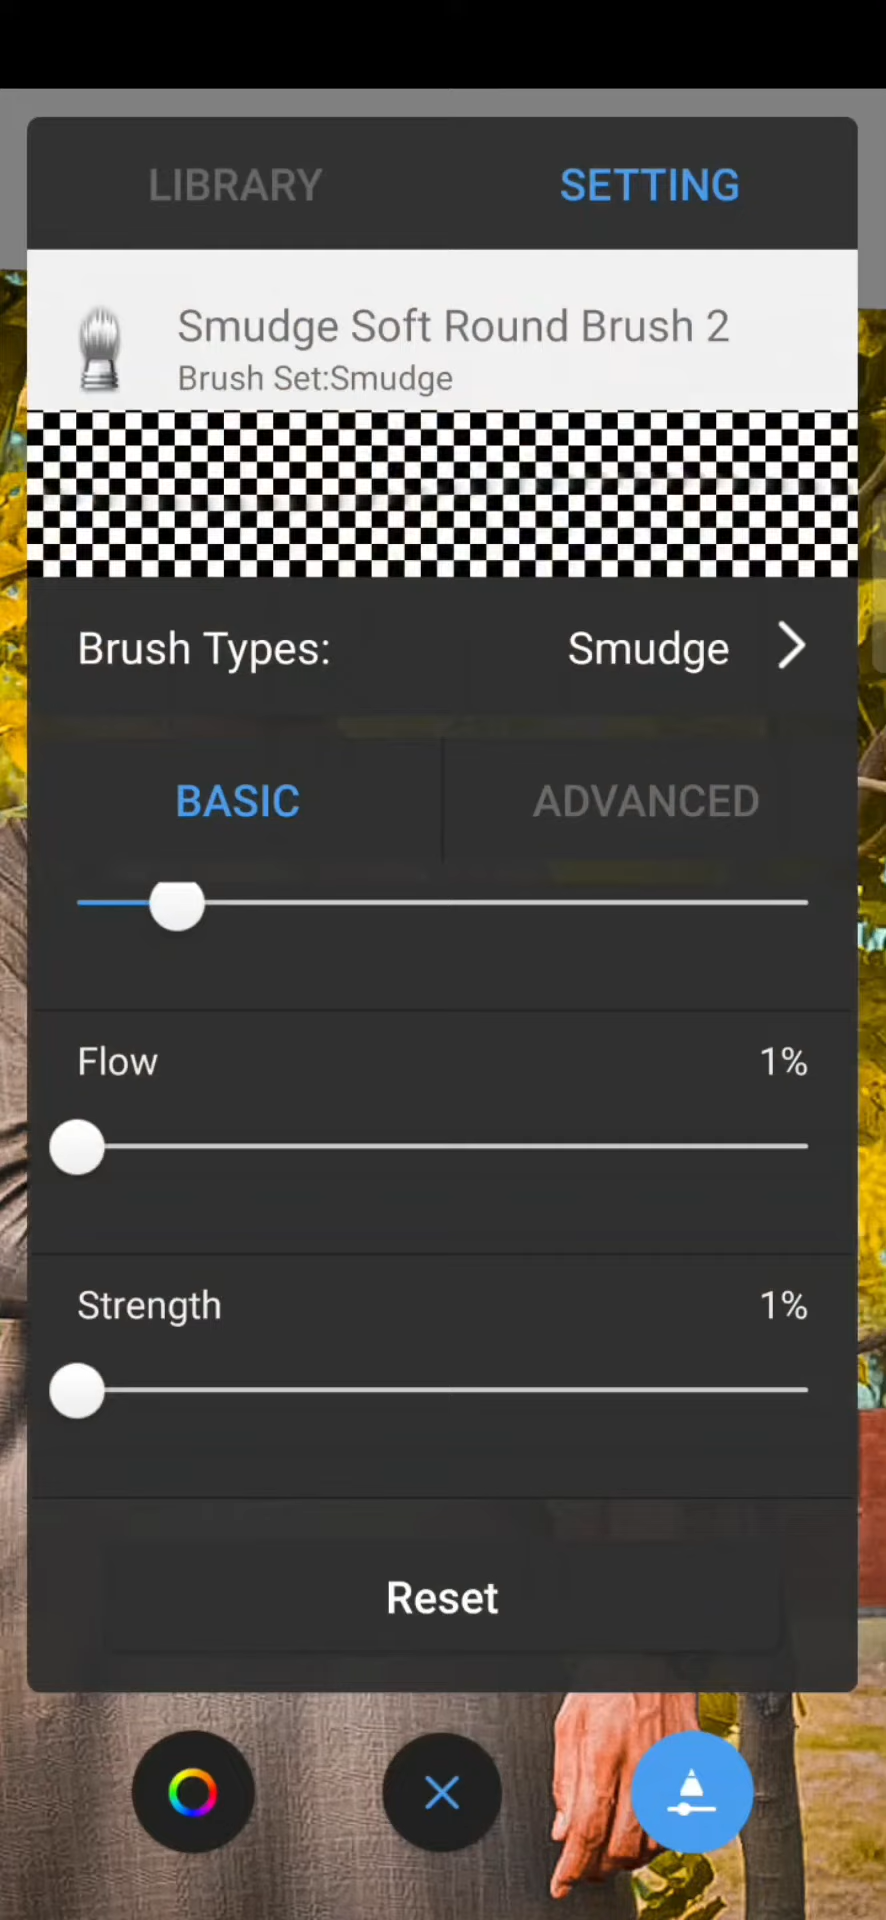 LIBRARY SETTING
Smudge Soft Round Brush 2
Brush Set:Smudge
Brush Types: Smudge
BASIC ADVANCED
Flow 1%
Strength 1%
Reset